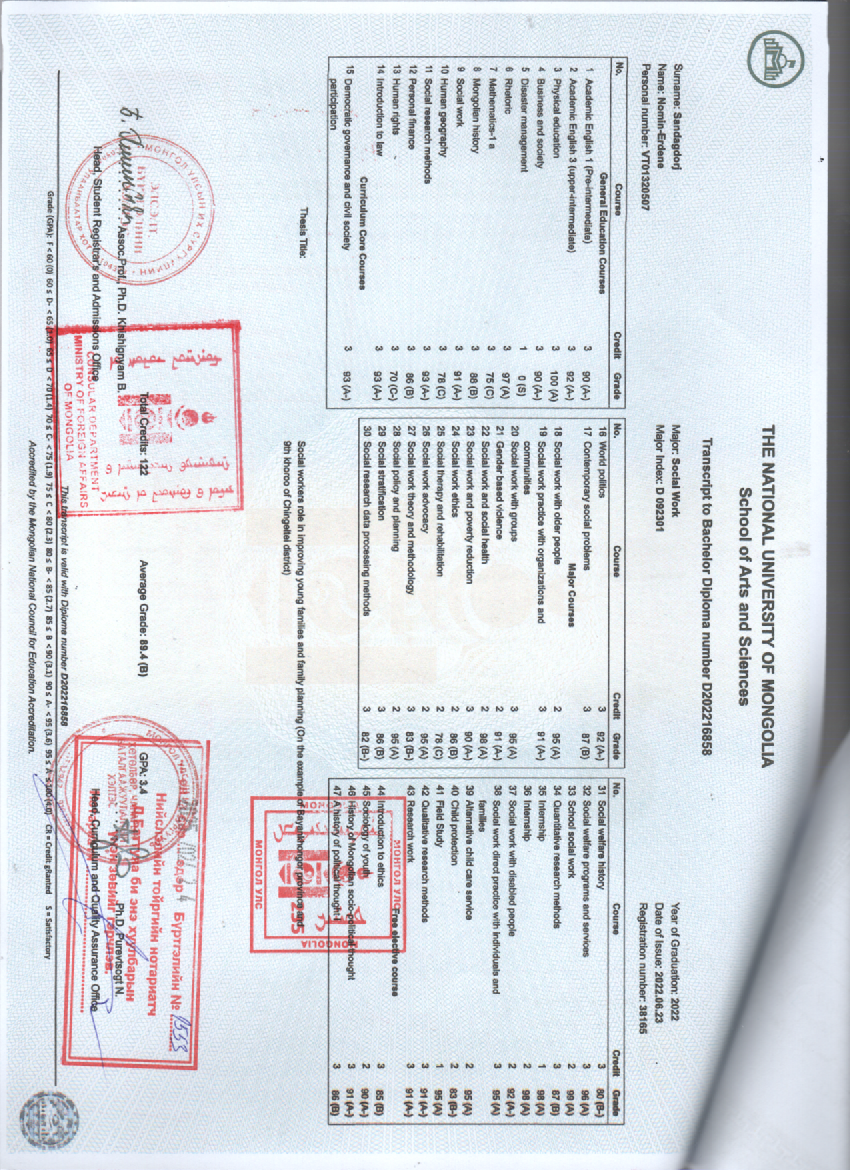 THE NATIONAL UNIVERSITY OF MONGOLIA
School of Arts and Sciences
Transcript to Bachelor Diploma number D202216858
Surname: Sandagdorj
Name: Nomin-Erdene
Personal number: VT01320507
Major: Social Work
Major Index: D 092301
Year of Graduation: 2022
Date of Issue: 2022.06.23
Registration number: 38165
No. Course Credit Grade
General Education Courses
1 Academic English 1 (Pre-intermediate) 3 90 (A-)
2 Academic English 3 (upper-intermediate) 3 92 (A-)
3 Physical education 3 100 (A)
4 Business and society 3 90 (A-)
5 Disaster management 1 0 (S)
6 Rhetoric 3 97 (A)
7 Mathematics-1 a 3 75 (C)
8 Mongolian history 3 86 (B)
9 Social work 3 91 (A-)
10 Human geography 3 78 (C)
11 Social research methods 3 93 (A-)
12 Personal finance 3 86 (B)
13 Human rights 3 70 (C-)
14 Introduction to law 3 93 (A-)
Curriculum Core Courses
15 Democratic governance and civil society 3 93 (A-)
participation
No. Course Credit Grade
16 World politics 3 92 (A-)
17 Contemporary social problems 3 87 (B)
Major Courses
18 Social work with older people 2 95 (A)
19 Social work practice with organizations and 3 91 (A-)
communities
20 Social work with groups 3 95 (A)
21 Gender based violence 2 91 (A-)
22 Social work and social health 2 98 (A)
23 Social work and poverty reduction 3 90 (A-)
24 Social work ethics 2 86 (B)
25 Social therapy and rehabilitation 2 78 (C)
26 Social work advocacy 2 95 (A)
27 Social work theory and methodology 3 83 (B-)
28 Social policy and planning 2 95 (A)
29 Social stratification 3 86 (B)
30 Social research data processing methods 3 82 (B-)
No. Course Credit Grade
31 Social welfare history 3 80 (B-)
32 Social welfare programs and services 3 96 (A)
33 School social work 2 99 (A)
34 Quantitative research methods 3 87 (B)
35 Internship 1 98 (A)
36 Internship 2 98 (A)
37 Social work with disabled people 2 92 (A-)
38 Social work direct practice with individuals and 3 95 (A)
families
39 Alternative child care service 2 95 (A)
40 Child protection 2 83 (B-)
41 Field Study 1 95 (A)
42 Qualitative research methods 3 91 (A-)
43 Research work 3 91 (A-)
Free elective course
44 Introduction to ethics 3 85 (B)
45 Sociology of youth 2 90 (A-)
46 History of Mongolian socio-political thought 3 91 (A-)
47 A history of political thought 3 86 (B)
Thesis Title:
Social workers role in improving young families and family planning (On the example of Bayankhongor province and
9th khoroo of Chingeltei district)
MONGOLIA
МОНГОЛ УЛС
295
Total Credits: 122
Average Grade: 89.4 (B)
GPA: 3.4
Assoc.Prof., Ph.D. Khishignyam B.
Head, Student Registrar's and Admissions Office
Ph.D. Purevtsogt N.
Head, Curriculum and Quality Assurance Office
CONSULAR DEPARTMENT
MINISTRY OF FOREIGN AFFAIRS
OF MONGOLIA
Бүртгэлийн № 1553
Нийслэлийн тойргийн нотариатч
би энэ хуулбарын
This transcript is valid with Diploma number D202216858
Grade (GPA): F < 60 (0) 60 ≤ D- < 65 (1.0) 65 ≤ D < 70 (1.4) 70 ≤ C- < 75 (1.9) 75 ≤ C < 80 (2.3) 80 ≤ B- < 85 (2.7) 85 ≤ B < 90 (3.1) 90 ≤ A- < 95 (3.6) 95 ≤ A ≤ 100 (4.0) CR = Credit gRanted S = Satisfactory
Accredited by the Mongolian National Council for Education Accreditation.